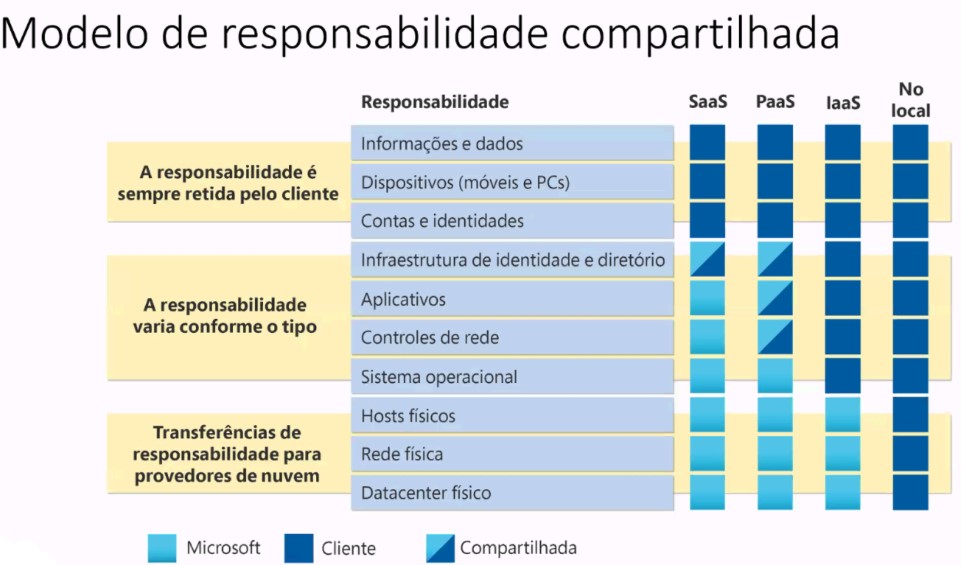 Modelo de responsabilidade compartilhada
Responsabilidade
SaaS
PaaS
IaaS
No
local
A responsabilidade é
sempre retida pelo cliente
Informações e dados
Dispositivos (móveis e PCs)
Contas e identidades
A responsabilidade
varia conforme o tipo
Infraestrutura de identidade e diretório
Aplicativos
Controles de rede
Sistema operacional
Transferências de
responsabilidade para
provedores de nuvem
Hosts físicos
Rede física
Datacenter físico
Microsoft
Cliente
Compartilhada